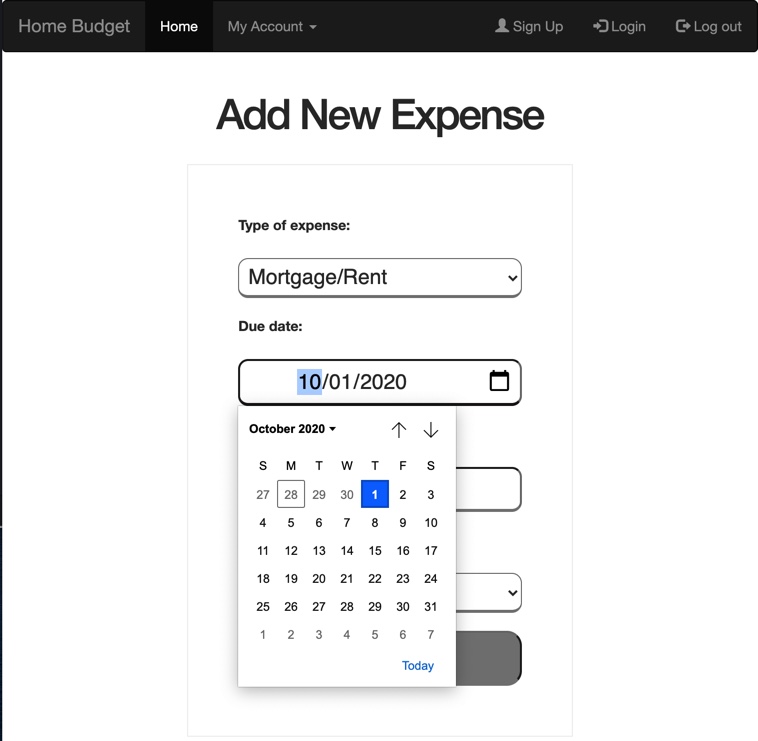 Home Budget Home My Account Sign Up Login Log out
Add New Expense
Type of expense:
Mortgage/Rent
Due date:
10/01/2020
October 2020
S M T W T F S
27 28 29 30 1 2 3
4 5 6 7 8 9 10
11 12 13 14 15 16 17
18 19 20 21 22 23 24
25 26 27 28 29 30 31
1 2 3 4 5 6 7
Today